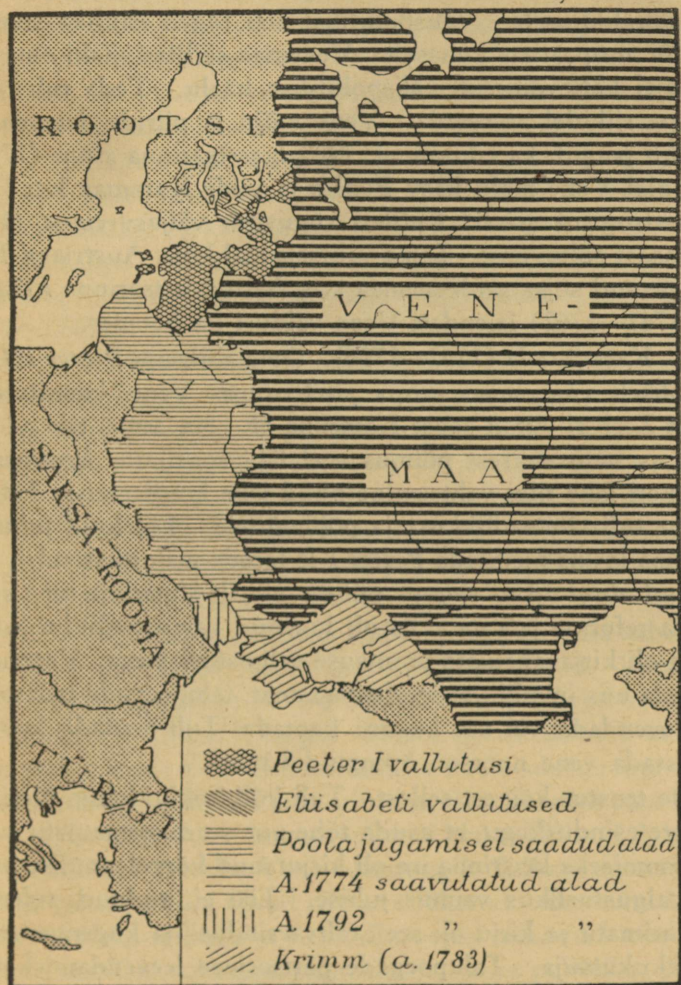 ROOTSI
VENE-
MAA
SAKSA-ROOMA
TÜRGI
Peeter I vallutusi
Eliisabeti vallutused
Poola jagamisel saadud alad
A. 1774 saavutatud alad
A. 1792 „ „
Krimm (a. 1783)